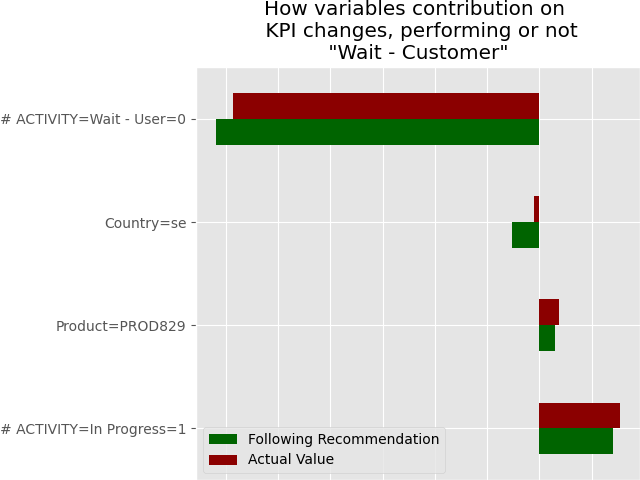 How variables contribution on
KPI changes, performing or not
"Wait - Customer"
# ACTIVITY=Wait - User=0
Country=se
Product=PROD829
# ACTIVITY=In Progress=1
Following Recommendation
Actual Value